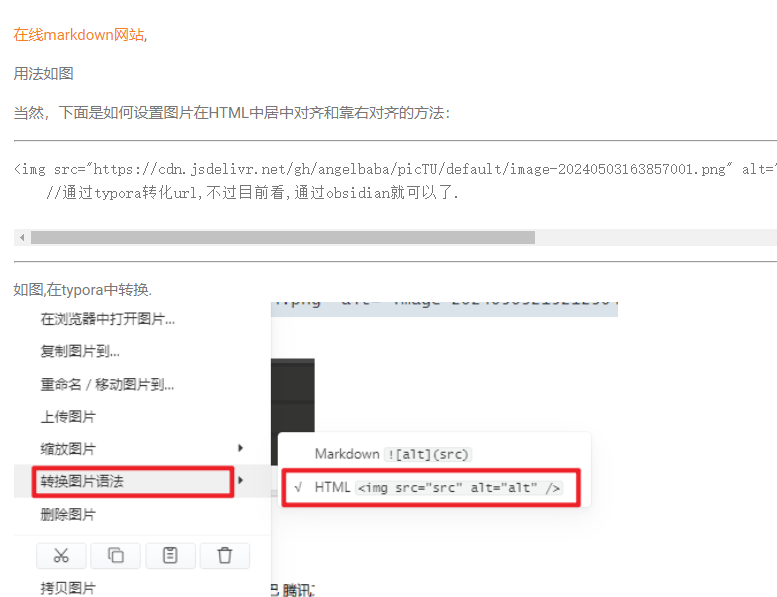 在线markdown网站,
用法如图
当然，下面是如何设置图片在HTML中居中对齐和靠右对齐的方法：
<img src="https://cdn.jsdelivr.net/gh/angelbaba/picTU/default/image-20240503163857001.png" alt="
//通过typora转化url,不过目前看,通过obsidian就可以了.
如图,在typora中转换.
在浏览器中打开图片...
复制图片到...
重命名 / 移动图片到...
上传图片
缩放图片
Markdown ![alt](src)
转换图片语法
√ HTML <img src="src" alt="alt" />
删除图片
拷贝图片
巴 腾讯